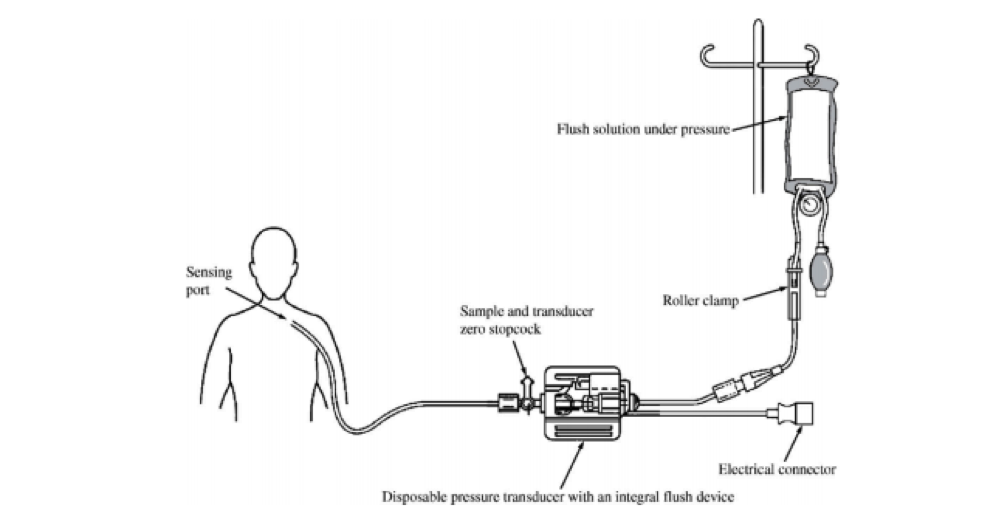 Flush solution under pressure
Sensing
port
Roller clamp
Sample and transducer
zero stopcock
Electrical connector
Disposable pressure transducer with an integral flush device